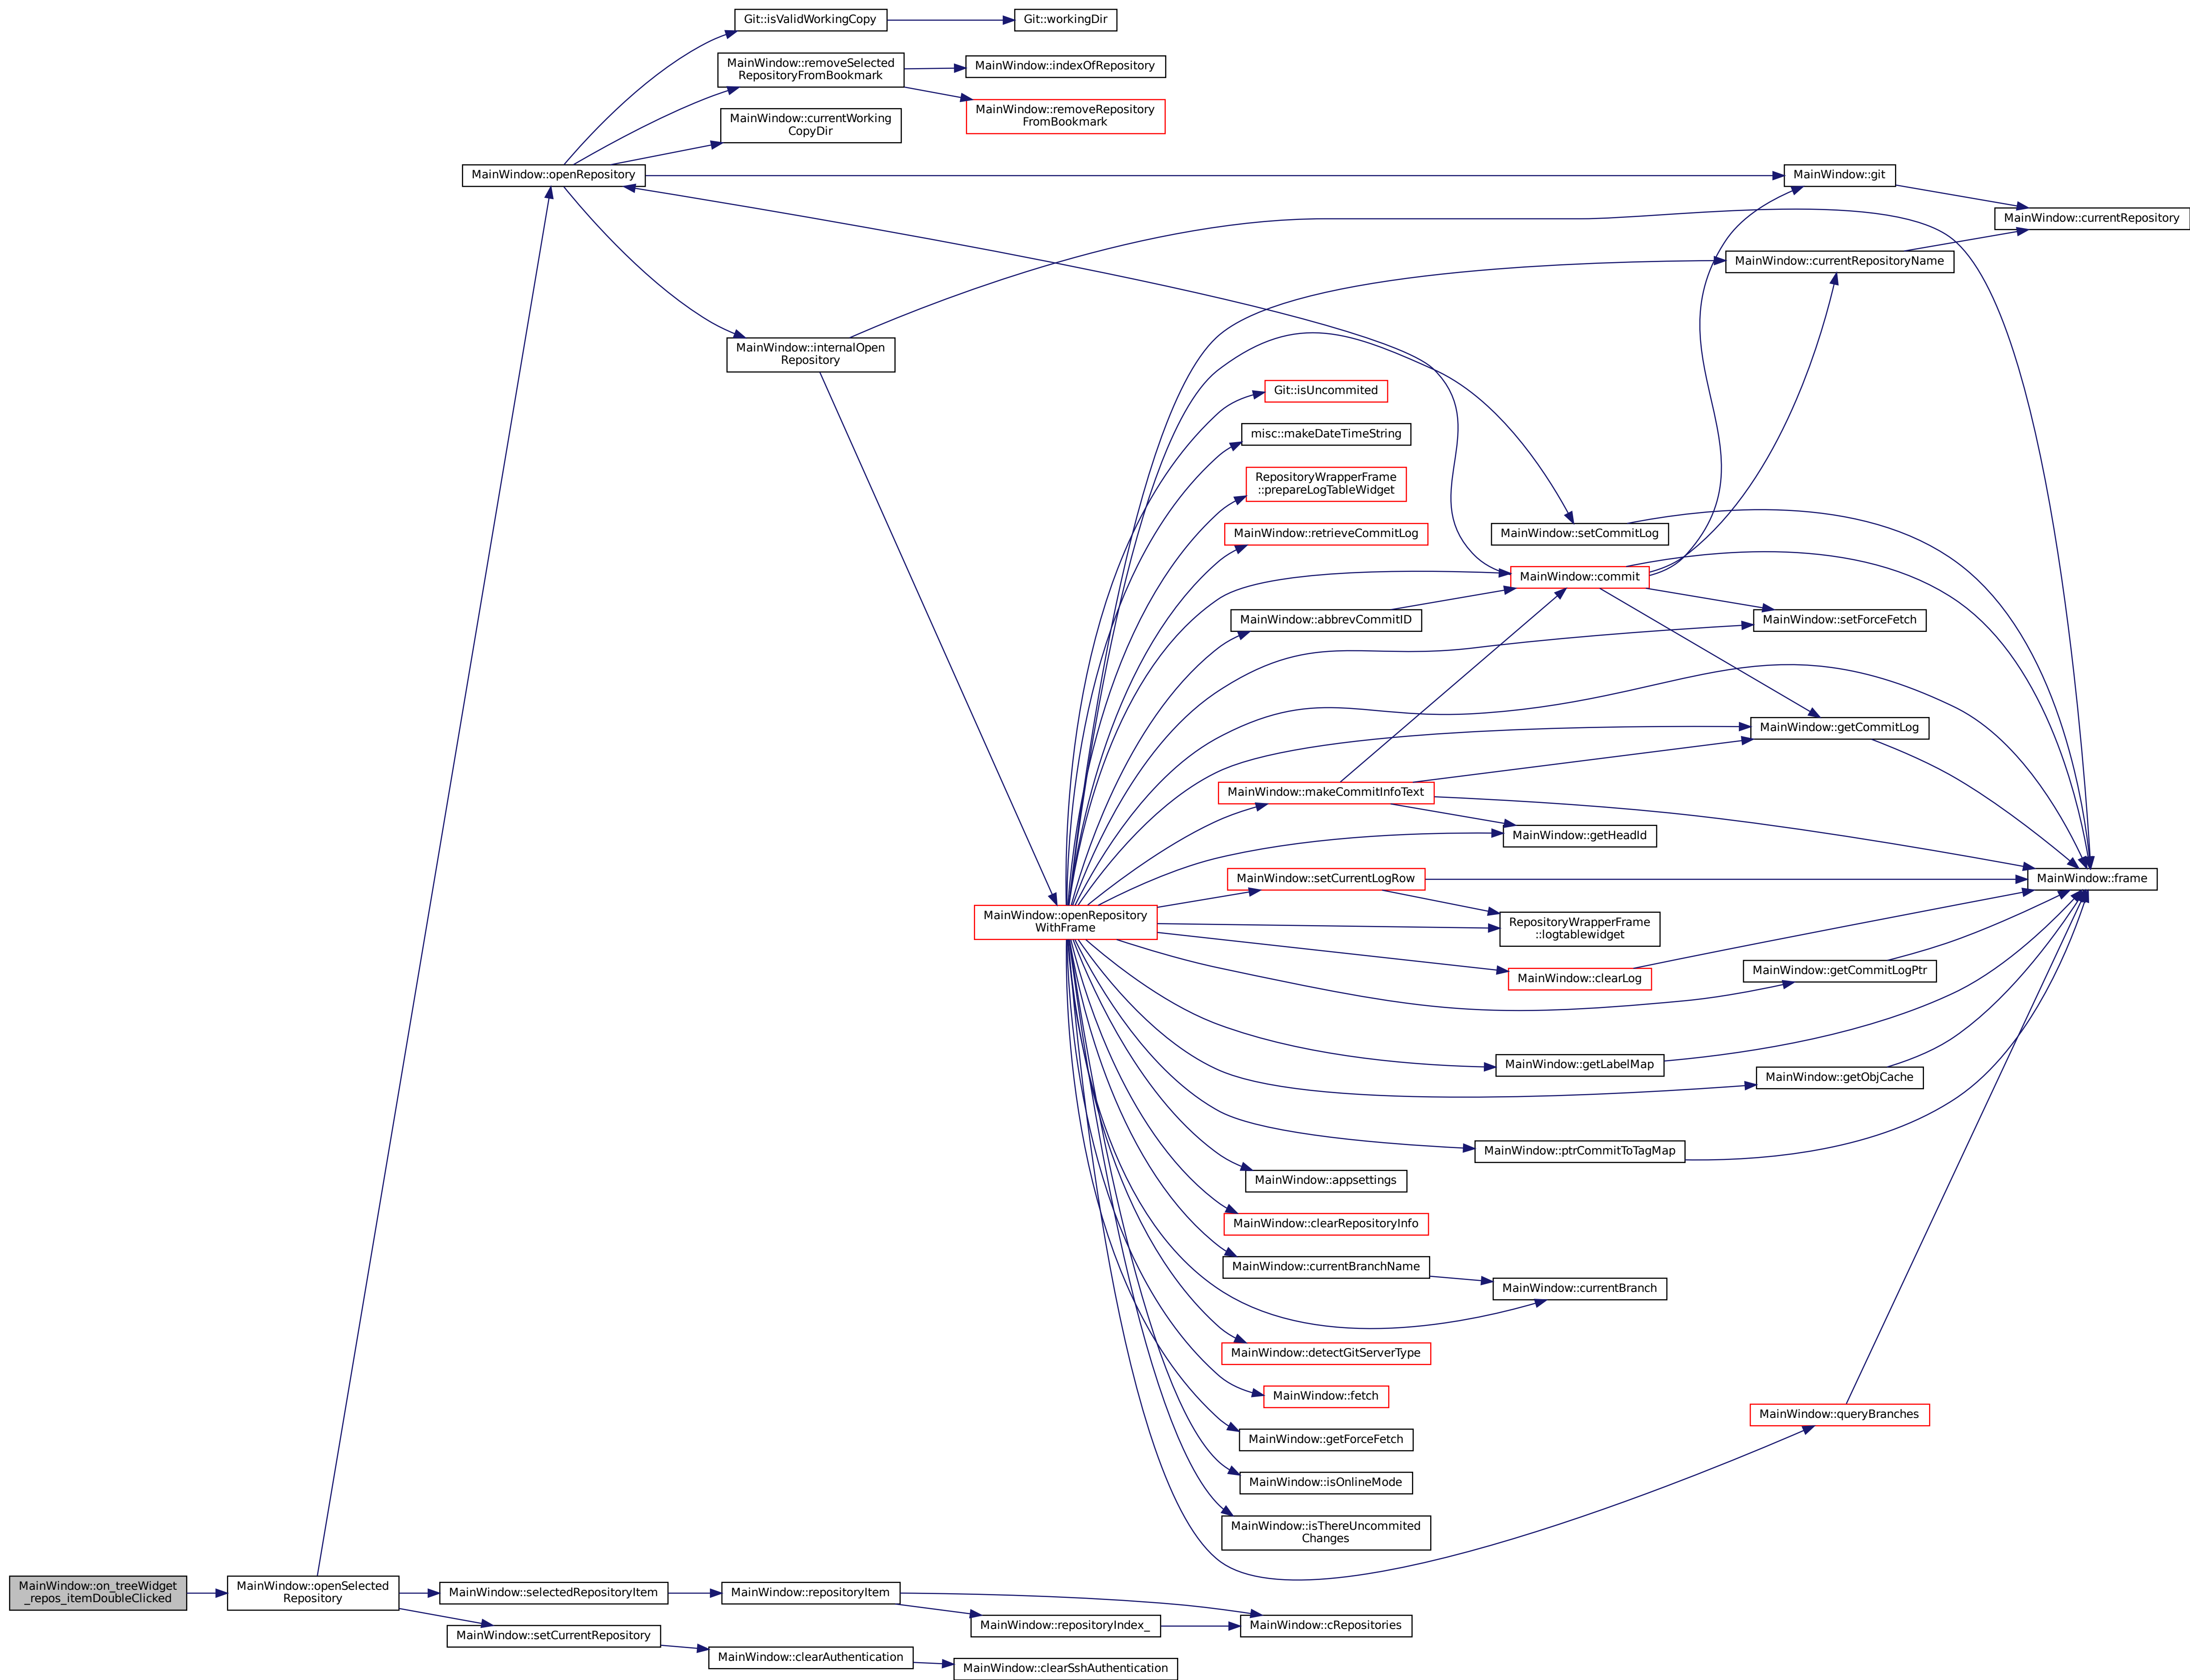 Git::isValidWorkingCopy
Git::workingDir
MainWindow::removeSelected
RepositoryFromBookmark
MainWindow::indexOfRepository
MainWindow::removeRepository
FromBookmark
MainWindow::currentWorking
CopyDir
MainWindow::openRepository
MainWindow::git
MainWindow::currentRepository
MainWindow::currentRepositoryName
MainWindow::internalOpen
Repository
Git::isUncommited
misc::makeDateTimeString
RepositoryWrapperFrame
::prepareLogTableWidget
MainWindow::retrieveCommitLog
MainWindow::setCommitLog
MainWindow::commit
MainWindow::abbrevCommitID
MainWindow::setForceFetch
MainWindow::getCommitLog
MainWindow::makeCommitInfoText
MainWindow::getHeadId
MainWindow::setCurrentLogRow
MainWindow::frame
MainWindow::openRepository
WithFrame
RepositoryWrapperFrame
::logtablewidget
MainWindow::clearLog
MainWindow::getCommitLogPtr
MainWindow::getLabelMap
MainWindow::getObjCache
MainWindow::ptrCommitToTagMap
MainWindow::appsettings
MainWindow::clearRepositoryInfo
MainWindow::currentBranchName
MainWindow::currentBranch
MainWindow::detectGitServerType
MainWindow::fetch
MainWindow::queryBranches
MainWindow::getForceFetch
MainWindow::isOnlineMode
MainWindow::isThereUncommited
Changes
MainWindow::on_treeWidget
_repos_itemDoubleClicked
MainWindow::openSelected
Repository
MainWindow::selectedRepositoryItem
MainWindow::repositoryItem
MainWindow::repositoryIndex_
MainWindow::cRepositories
MainWindow::setCurrentRepository
MainWindow::clearAuthentication
MainWindow::clearSshAuthentication